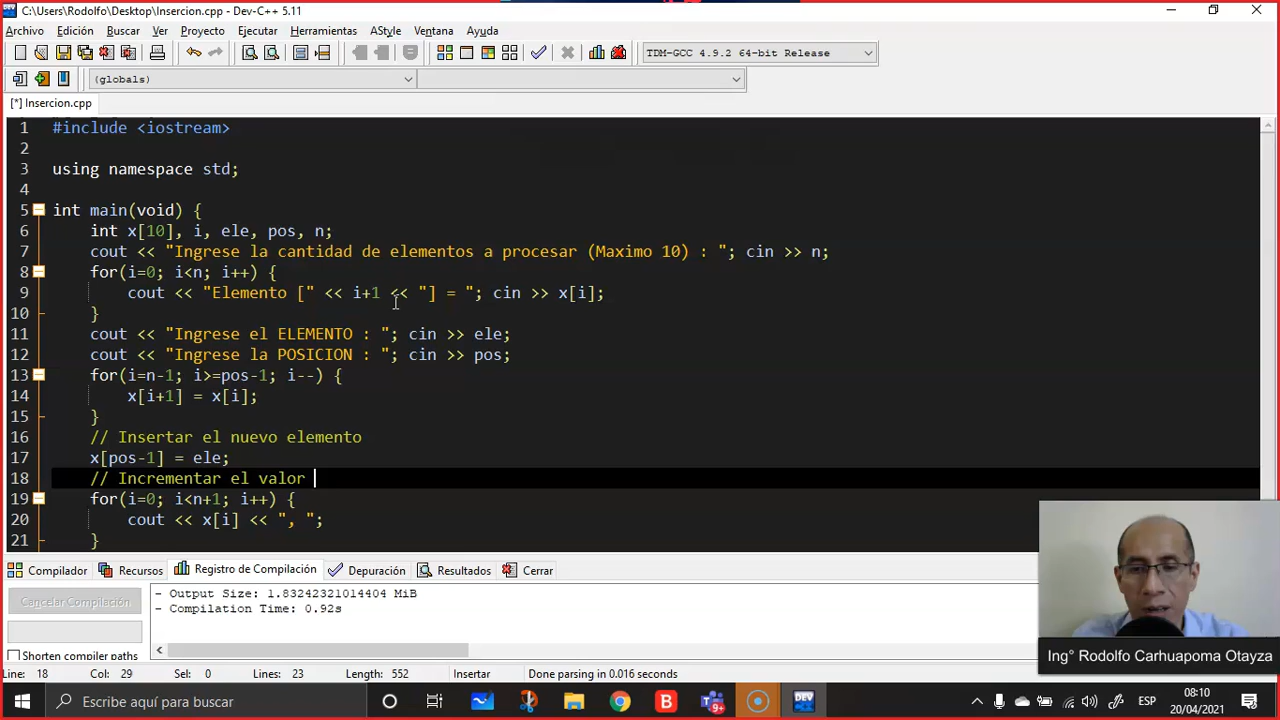 C:\Users\Rodolfo\Desktop\Insercion.cpp - Dev-C++ 5.11
Archivo Edición Buscar Ver Proyecto Ejecutar Herramientas AStyle Ventana Ayuda
TDM-GCC 4.9.2 64-bit Release
(globals)
[*] Insercion.cpp
1 #include <iostream>
2
3 using namespace std;
4
5 int main(void) {
6 int x[10], i, ele, pos, n;
7 cout << "Ingrese la cantidad de elementos a procesar (Maximo 10) : "; cin >> n;
8 for(i=0; i<n; i++) {
9 cout << "Elemento [" << i+1 << "] = "; cin >> x[i];
10 }
11 cout << "Ingrese el ELEMENTO : "; cin >> ele;
12 cout << "Ingrese la POSICION : "; cin >> pos;
13 for(i=n-1; i>=pos-1; i--) {
14 x[i+1] = x[i];
15 }
16 // Insertar el nuevo elemento
17 x[pos-1] = ele;
18 // Incrementar el valor
19 for(i=0; i<n+1; i++) {
20 cout << x[i] << ", ";
21 }
Compilador Recursos Registro de Compilación Depuración Resultados Cerrar
Cancelar Compilación
- Output Size: 1.83242321014404 MiB
- Compilation Time: 0.92s
Shorten compiler paths
Ing° Rodolfo Carhuapoma Otayza
Line: 18 Col: 29 Sel: 0 Lines: 23 Length: 552 Insertar Done parsing in 0.016 seconds
Escribe aquí para buscar
B
9+
DEV
ESP
08:10
20/04/2021